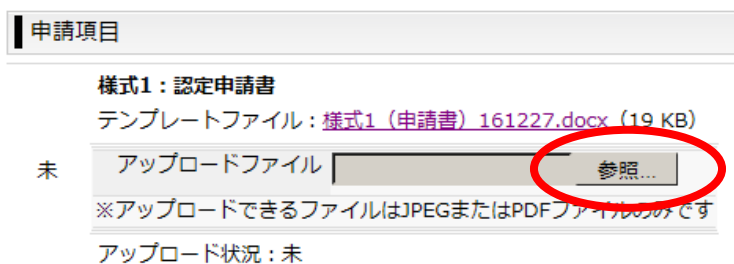 申請項目
様式1：認定申請書
テンプレートファイル：様式1（申請書）161227.docx（19 KB）
未
アップロードファイル 参照...
※アップロードできるファイルはJPEGまたはPDFファイルのみです
アップロード状況：未